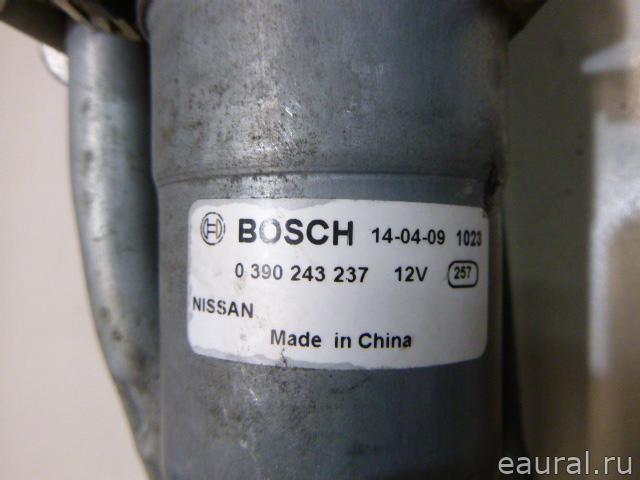 BOSCH 14-04-09 1023
0 390 243 237 12V 257
NISSAN
Made in China
eaural.ru